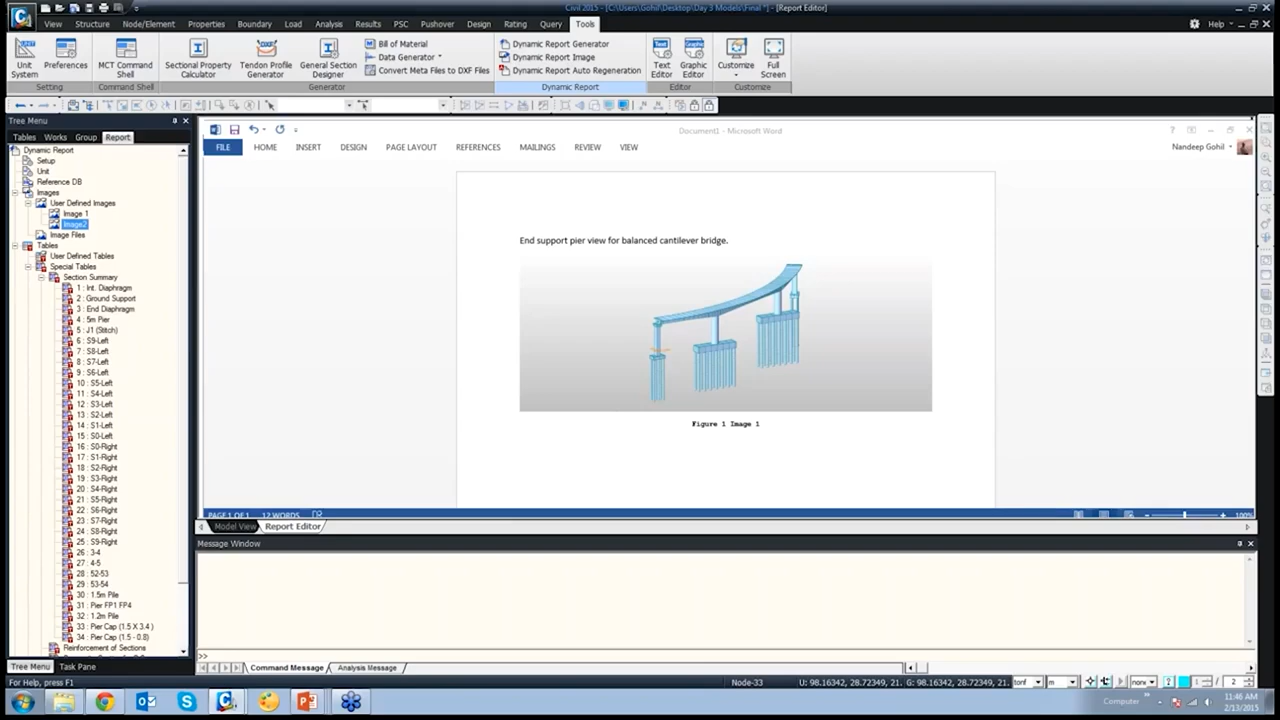 Civil 2015 - [C:\Users\Gohil\Desktop\Day 3 Models\Final *] - [Report Editor]
View Structure Node/Element Properties Boundary Load Analysis Results PSC Pushover Design Rating Query Tools Help
Unit System
Preferences
MCT Command Shell
Sectional Property Calculator
Tendon Profile Generator
General Section Designer
Bill of Material
Data Generator
Convert Meta Files to DXF Files
Dynamic Report Generator
Dynamic Report Image
Dynamic Report Auto Regeneration
Text Editor
Graphic Editor
Customize
Full Screen
Setting Command Shell Generator Dynamic Report Editor Customize
Tree Menu
Tables Works Group Report
Dynamic Report
Setup
Unit
Reference DB
Images
User Defined Images
Image 1
Image2
Image Files
Tables
User Defined Tables
Special Tables
Section Summary
1 : Int. Diaphragm
2 : Ground Support
3 : End Diaphragm
4 : 5m Pier
5 : J1 (Stitch)
6 : S9-Left
7 : S8-Left
8 : S7-Left
9 : S6-Left
10 : S5-Left
11 : S4-Left
12 : S3-Left
13 : S2-Left
14 : S1-Left
15 : S0-Left
16 : S0-Right
17 : S1-Right
18 : S2-Right
19 : S3-Right
20 : S4-Right
21 : S5-Right
22 : S6-Right
23 : S7-Right
24 : S8-Right
25 : S9-Right
26 : 3-4
27 : 4-5
28 : 52-53
29 : 53-54
30 : 1.5m Pile
31 : Pier FP1 FP4
32 : 1.2m Pile
33 : Pier Cap (1.5 X 3.4 )
34 : Pier Cap (1.5 - 0.8)
Reinforcement of Sections
Tree Menu Task Pane
Document1 - Microsoft Word
FILE HOME INSERT DESIGN PAGE LAYOUT REFERENCES MAILINGS REVIEW VIEW
Nandeep Gohil
End support pier view for balanced cantilever bridge.
Figure 1 Image 1
PAGE 1 OF 1 12 WORDS 100%
Model View Report Editor
Message Window
>>
Command Message Analysis Message
For Help, press F1
Node-33 U: 98.16342, 28.72349, 21. G: 98.16342, 28.72349, 21. tonf m none 1 / 2
Computer
11:46 AM
2/13/2015